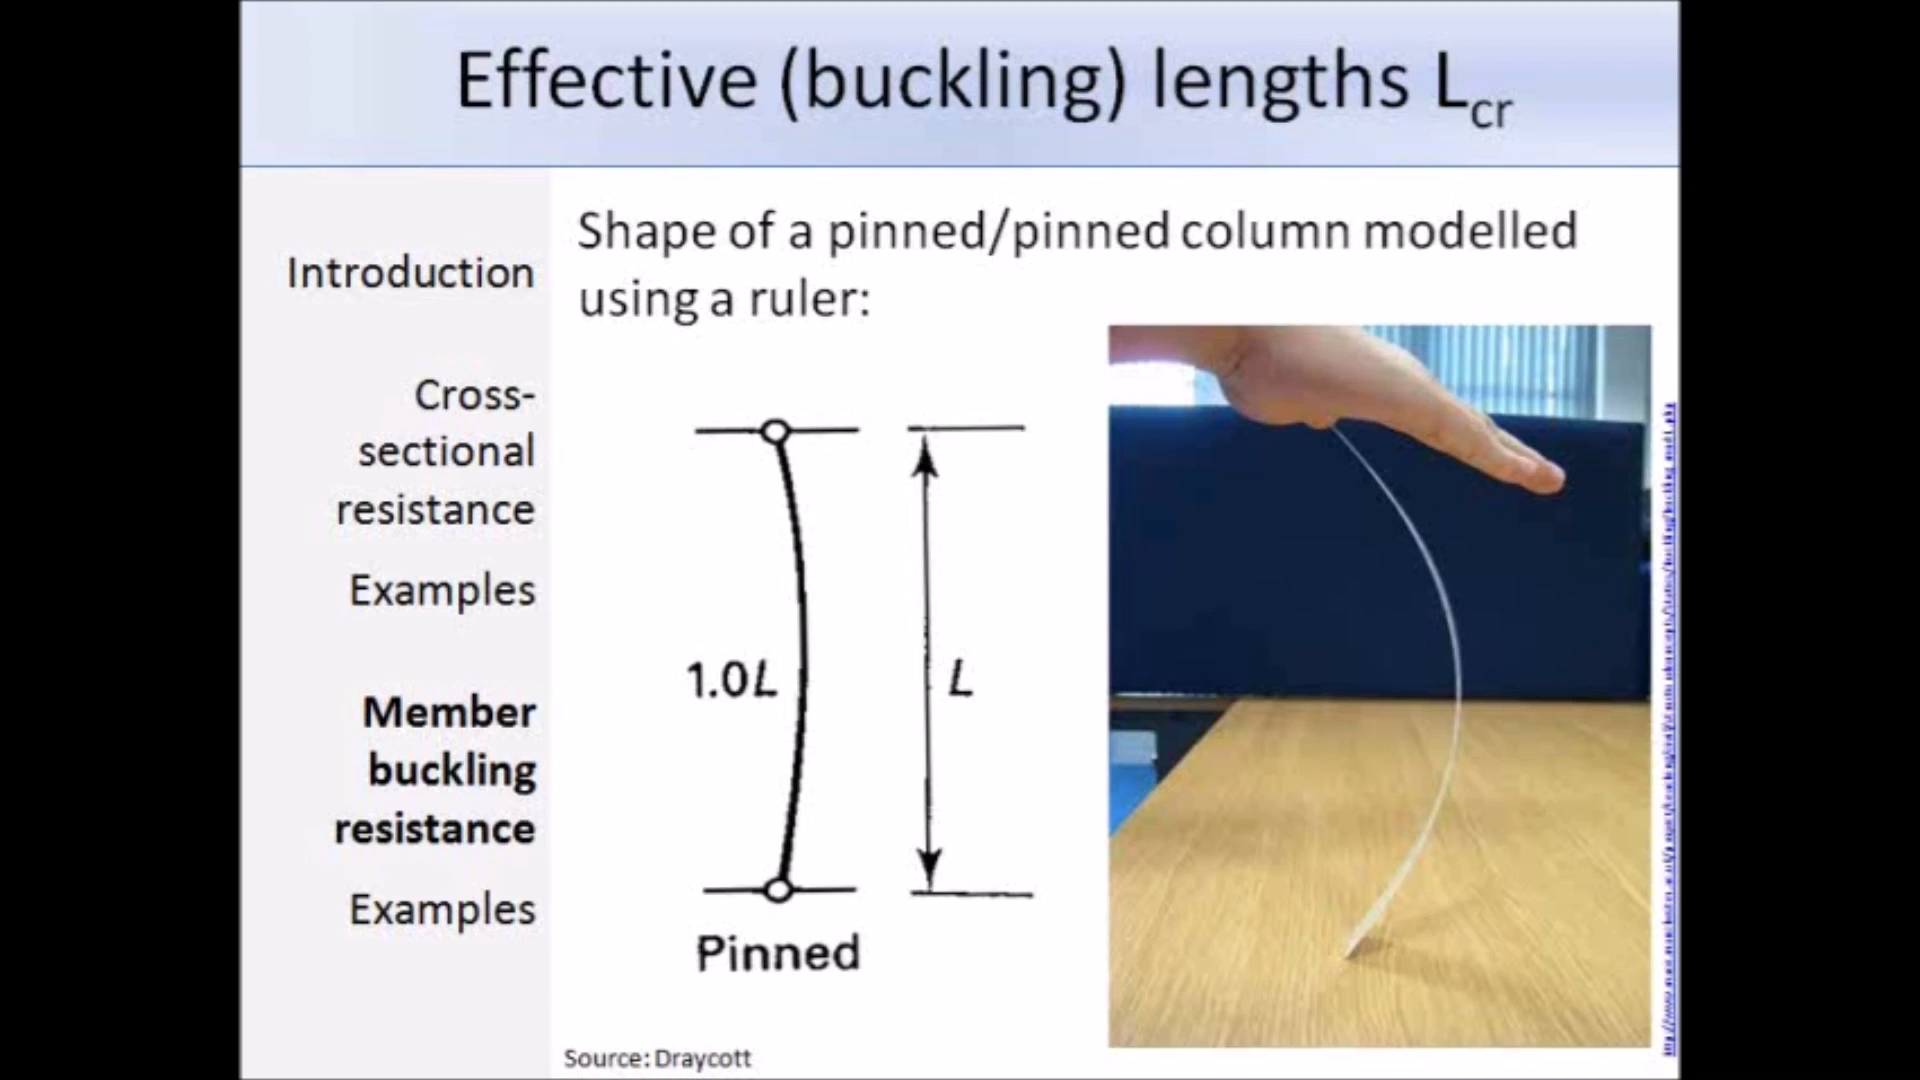 Effective (buckling) lengths Lcr
Introduction
Cross-
sectional
resistance
Examples
Member
buckling
resistance
Examples
Shape of a pinned/pinned column modelled
using a ruler:
1.0L
L
Pinned
Source: Draycott